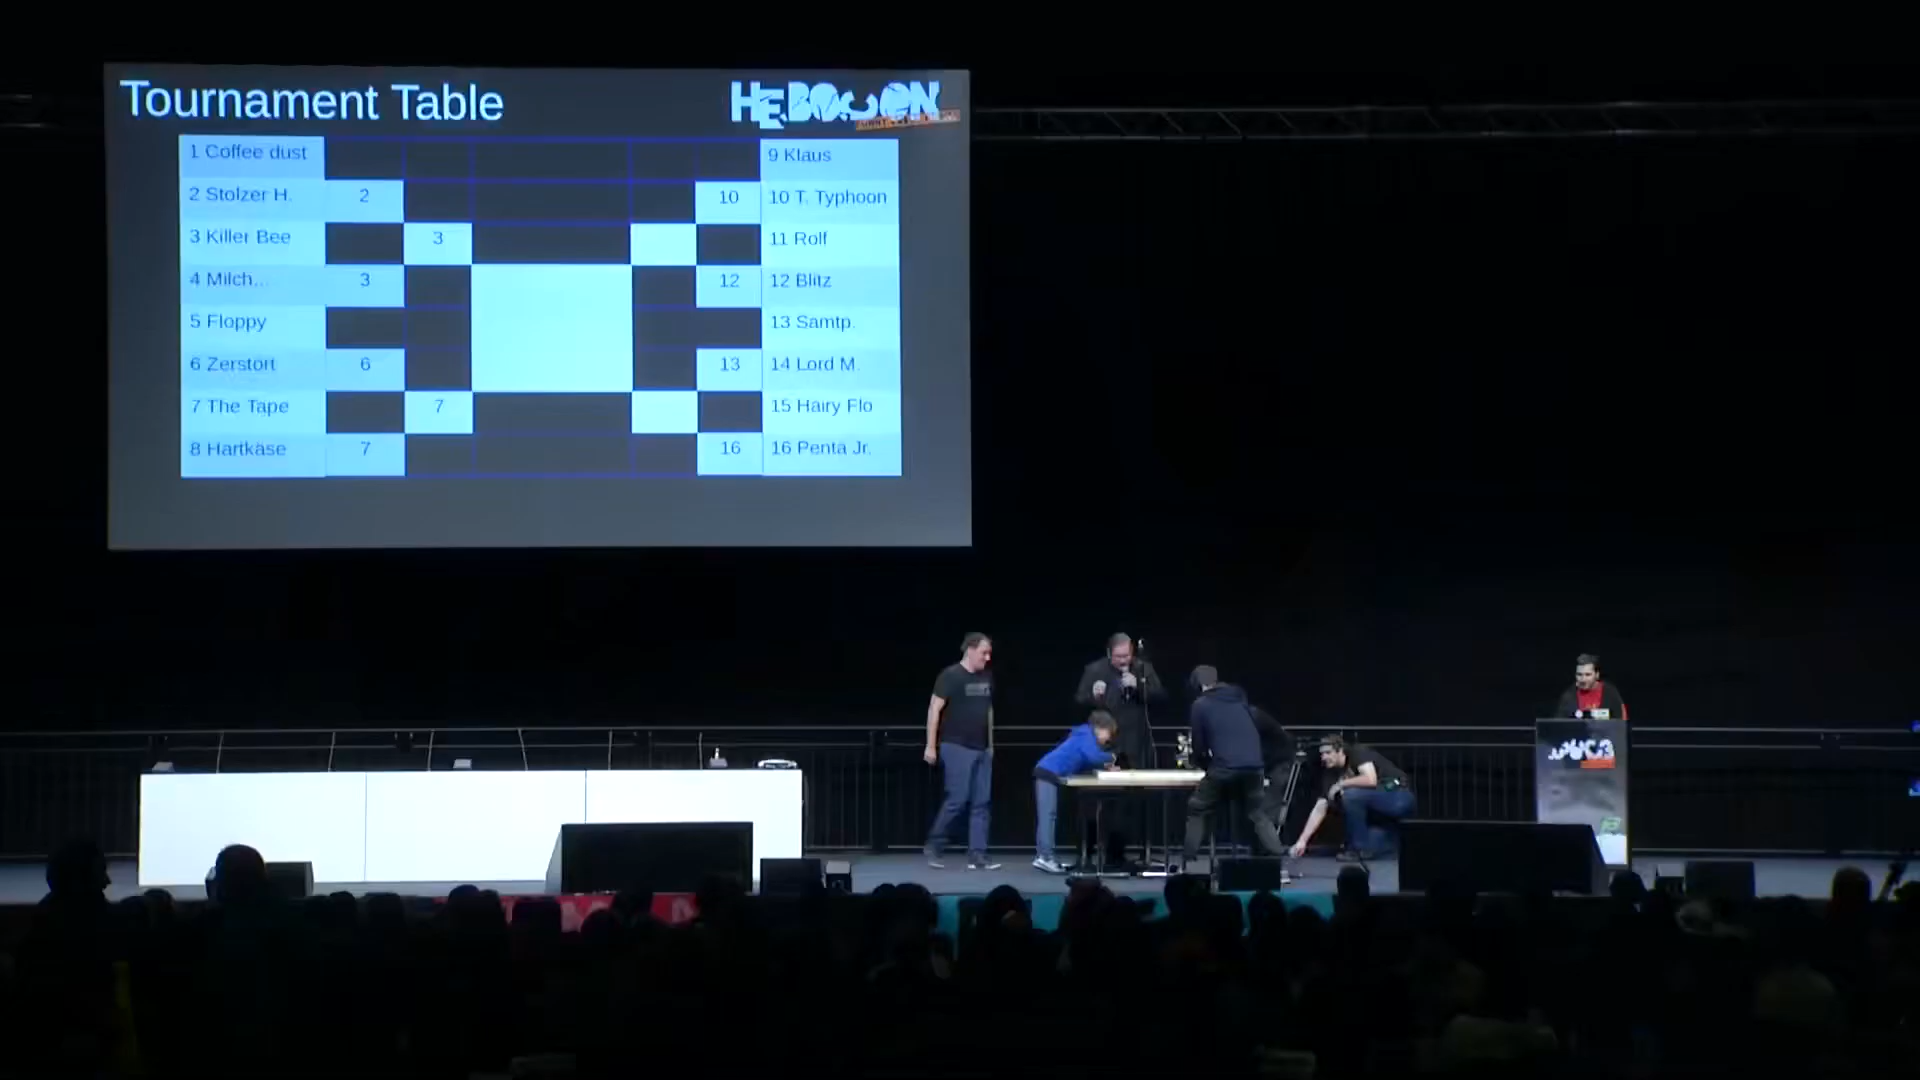 Tournament Table
HEBOCON
1 Coffee dust 9 Klaus
2 Stolzer H. 2 10 10 T. Typhoon
3 Killer Bee 3 11 Rolf
4 Milch... 3 12 12 Blitz
5 Floppy 13 Samtp.
6 Zerstört 6 13 14 Lord M.
7 The Tape 7 15 Hairy Flo
8 Hartkäse 7 16 16 Penta Jr.